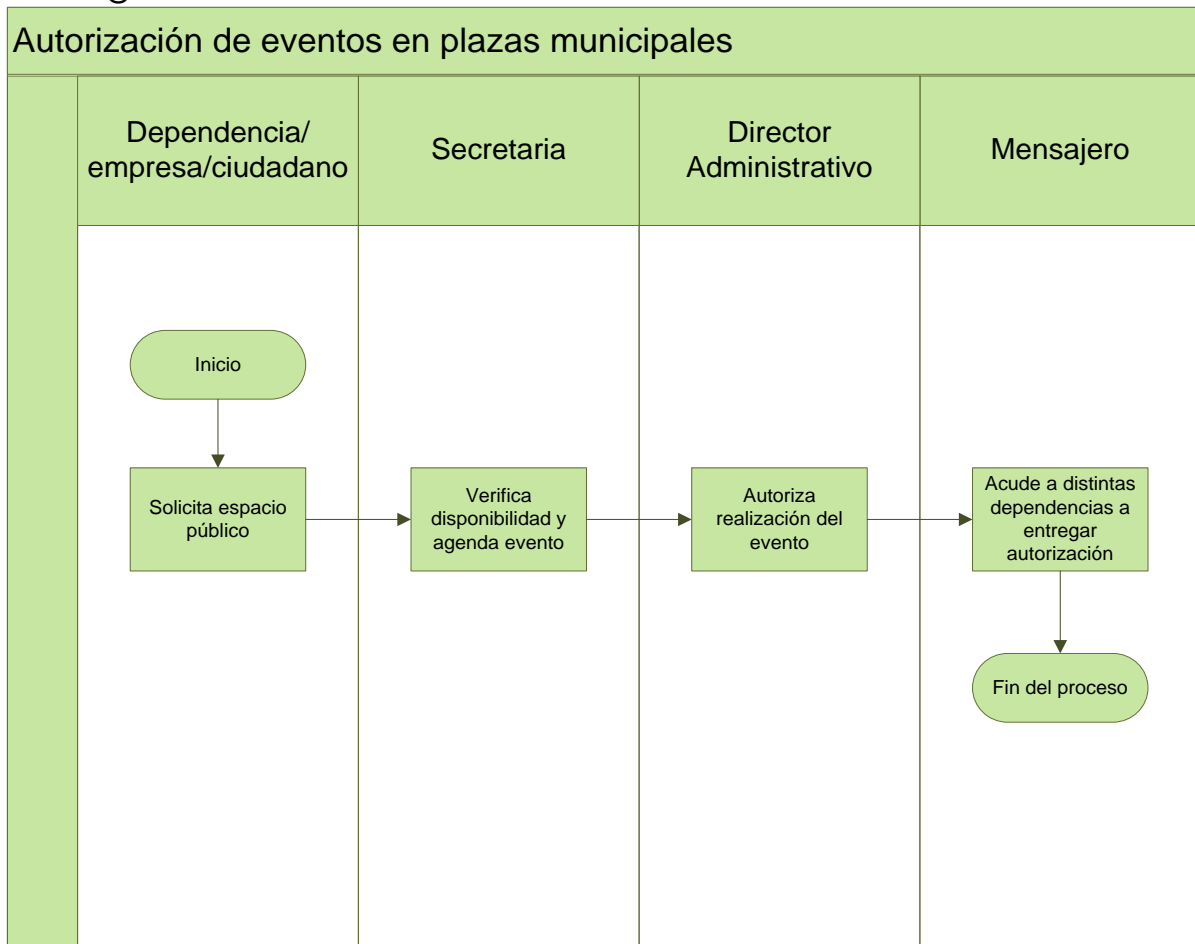 Autorización de eventos en plazas municipales
Dependencia/
empresa/ciudadano
Secretaria
Director
Administrativo
Mensajero
Inicio
Solicita espacio
público
Verifica
disponibilidad y
agenda evento
Autoriza
realización del
evento
Acude a distintas
dependencias a
entregar
autorización
Fin del proceso